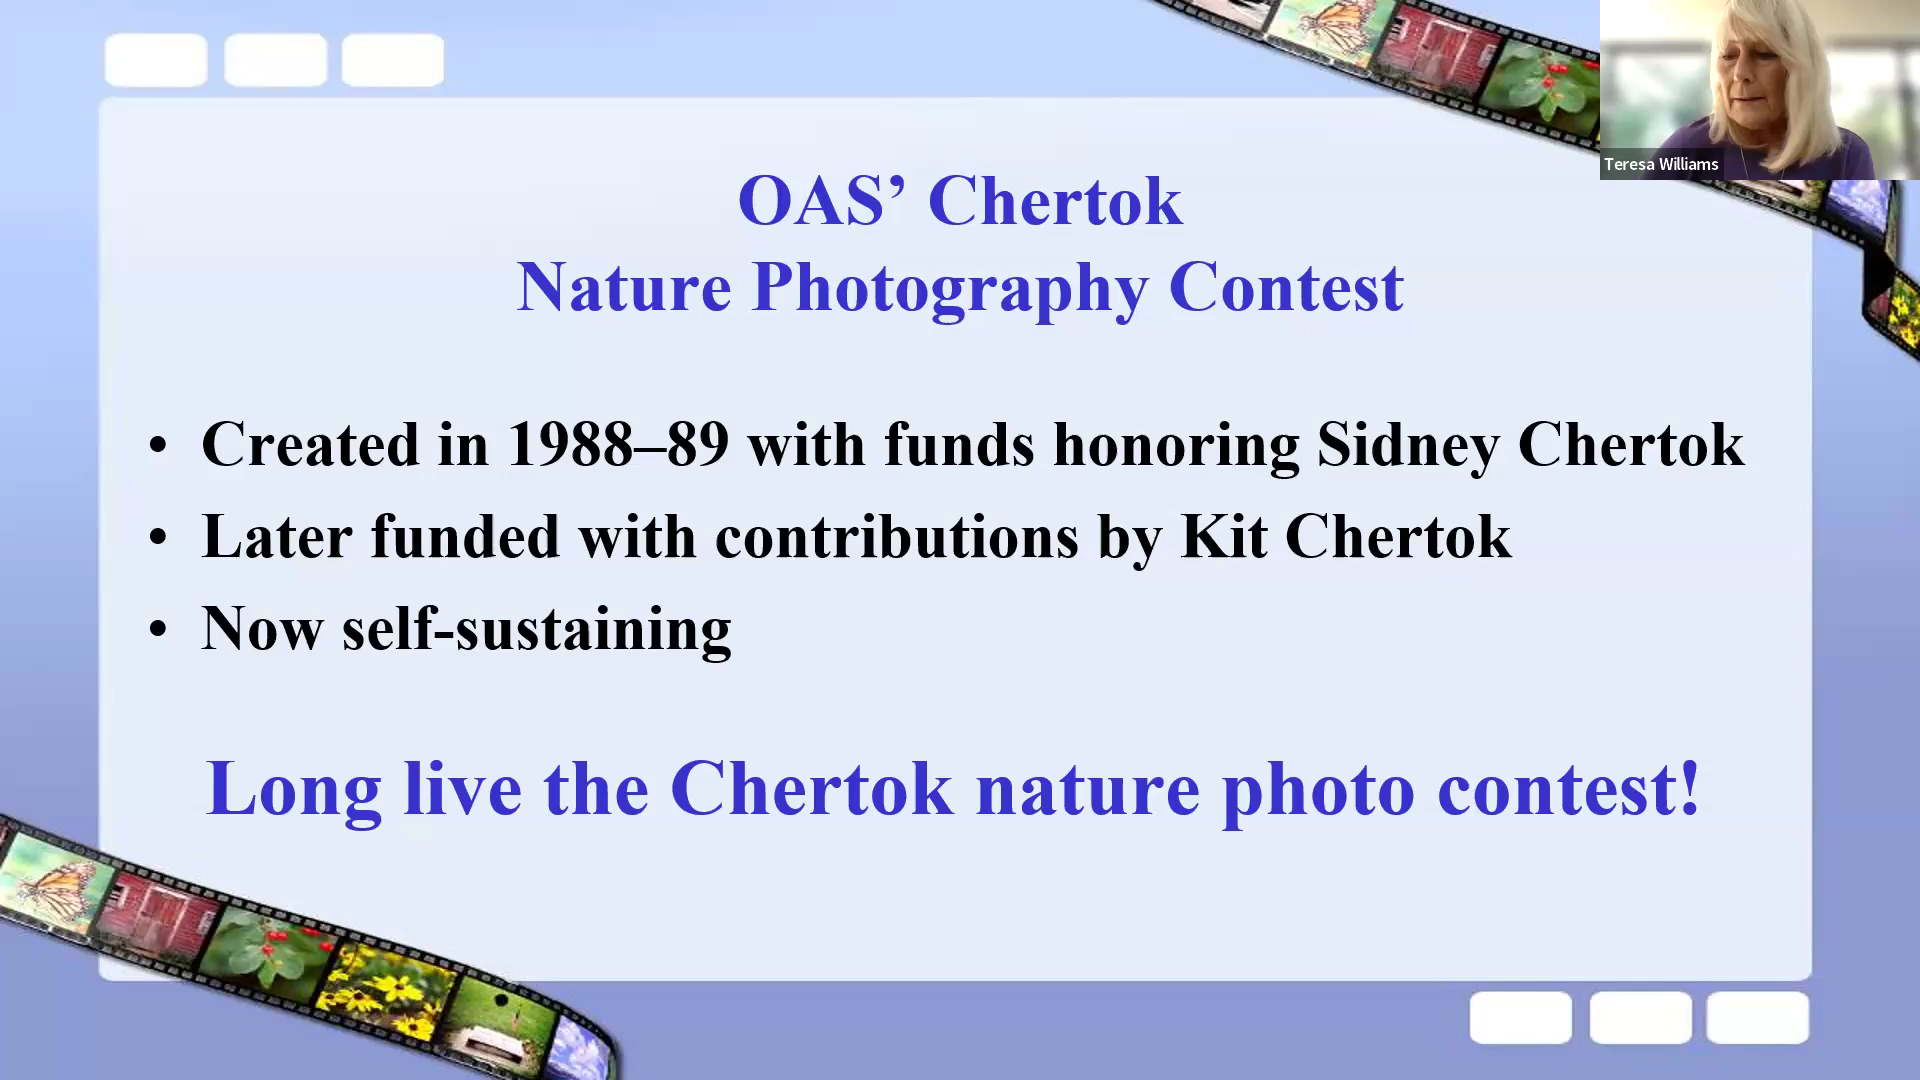 Teresa Williams
OAS’ Chertok
Nature Photography Contest
• Created in 1988–89 with funds honoring Sidney Chertok
• Later funded with contributions by Kit Chertok
• Now self-sustaining
Long live the Chertok nature photo contest!